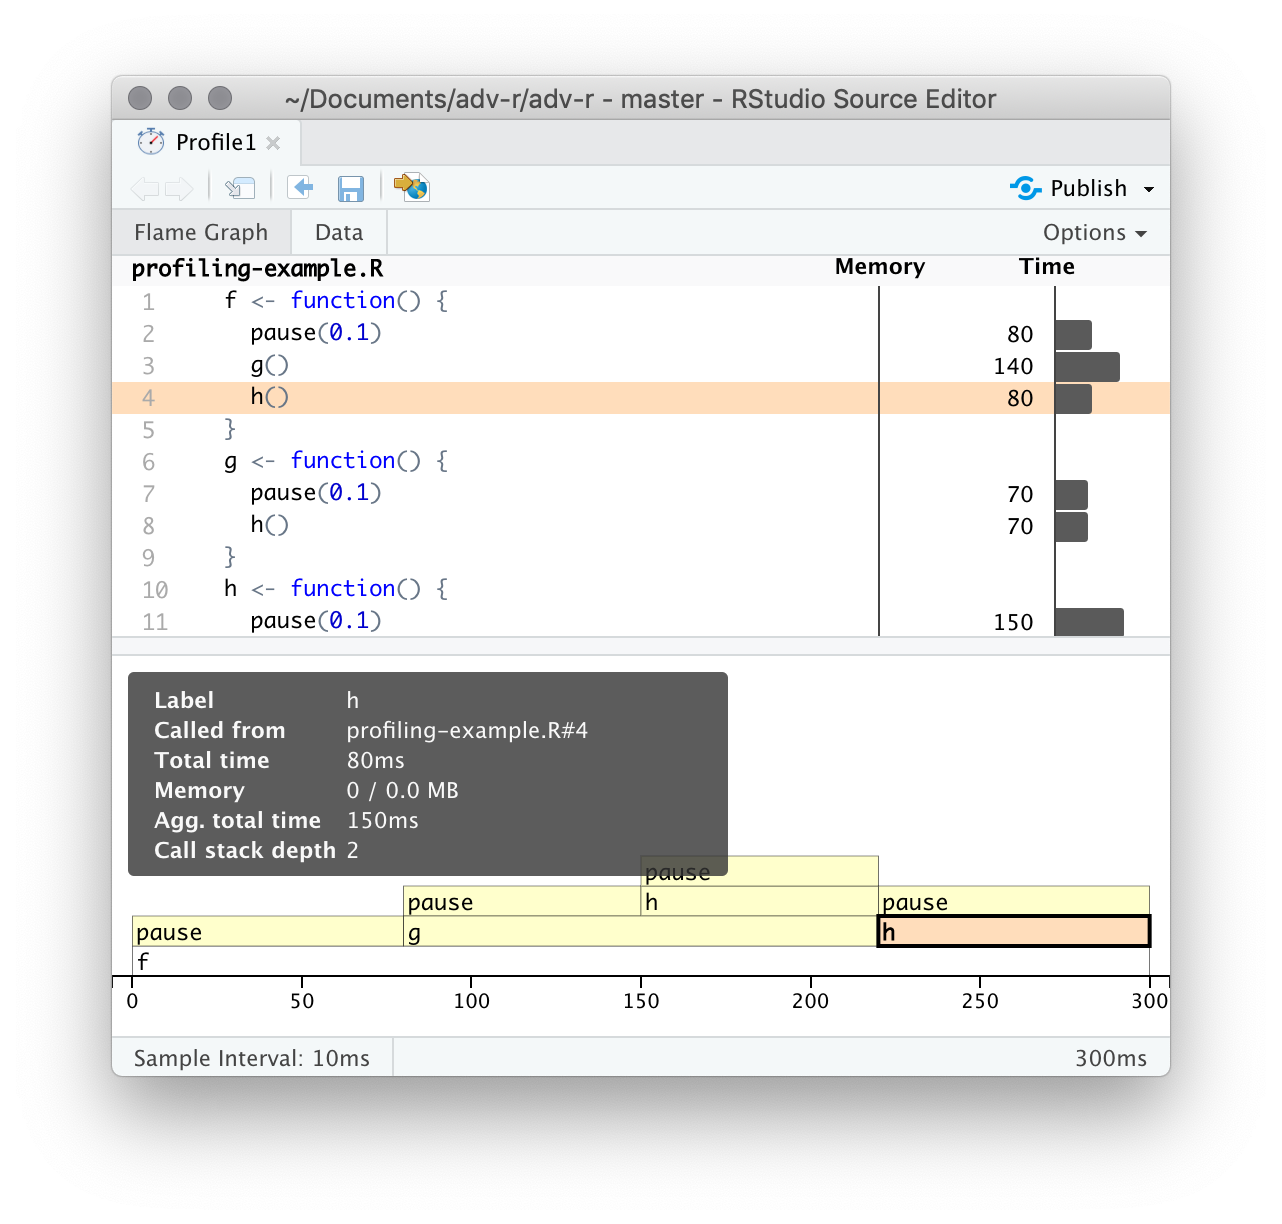 ~/Documents/adv-r/adv-r - master - RStudio Source Editor
Profile1
Publish
Flame Graph Data Options
profiling-example.R Memory Time
1 f <- function() {
2 pause(0.1) 80
3 g() 140
4 h() 80
5 }
6 g <- function() {
7 pause(0.1) 70
8 h() 70
9 }
10 h <- function() {
11 pause(0.1) 150
Label h
Called from profiling-example.R#4
Total time 80ms
Memory 0 / 0.0 MB
Agg. total time 150ms
Call stack depth 2
pause
pause h pause
pause g h
f
0 50 100 150 200 250 300
Sample Interval: 10ms 300ms